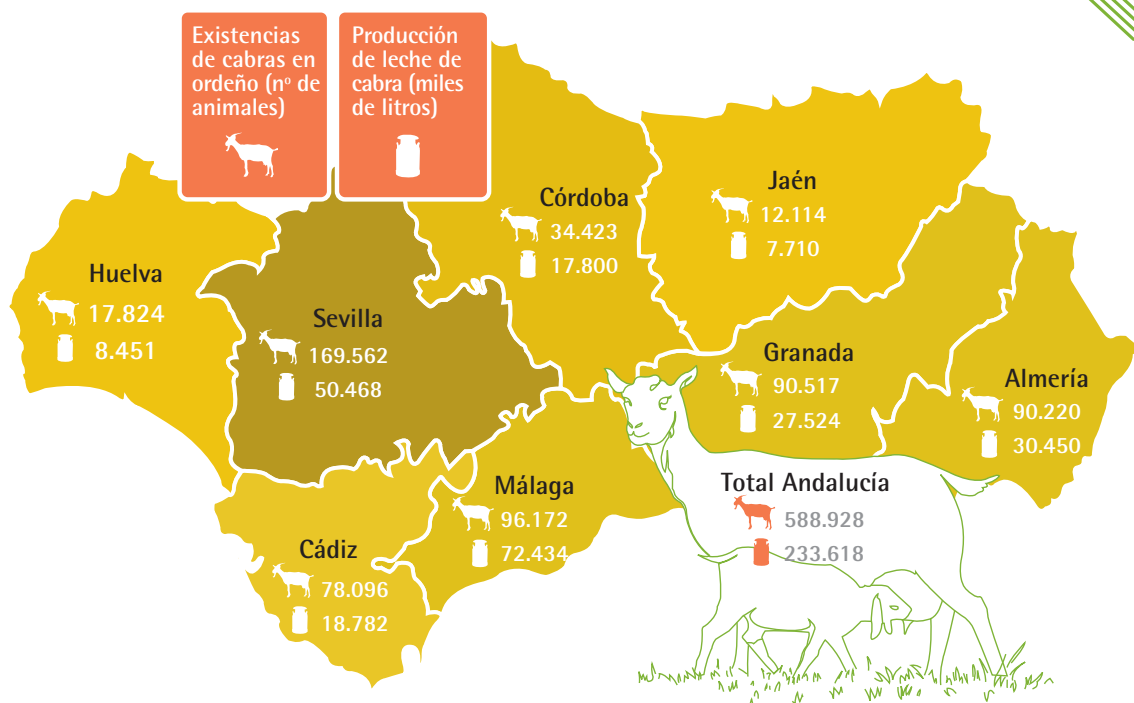 Existencias
de cabras en
ordeño (nº de
animales)
Producción
de leche de
cabra (miles
de litros)
Córdoba
34.423
17.800
Jaén
12.114
7.710
Huelva
17.824
8.451
Sevilla
169.562
50.468
Granada
90.517
27.524
Almería
90.220
30.450
Málaga
96.172
72.434
Total Andalucía
588.928
233.618
Cádiz
78.096
18.782